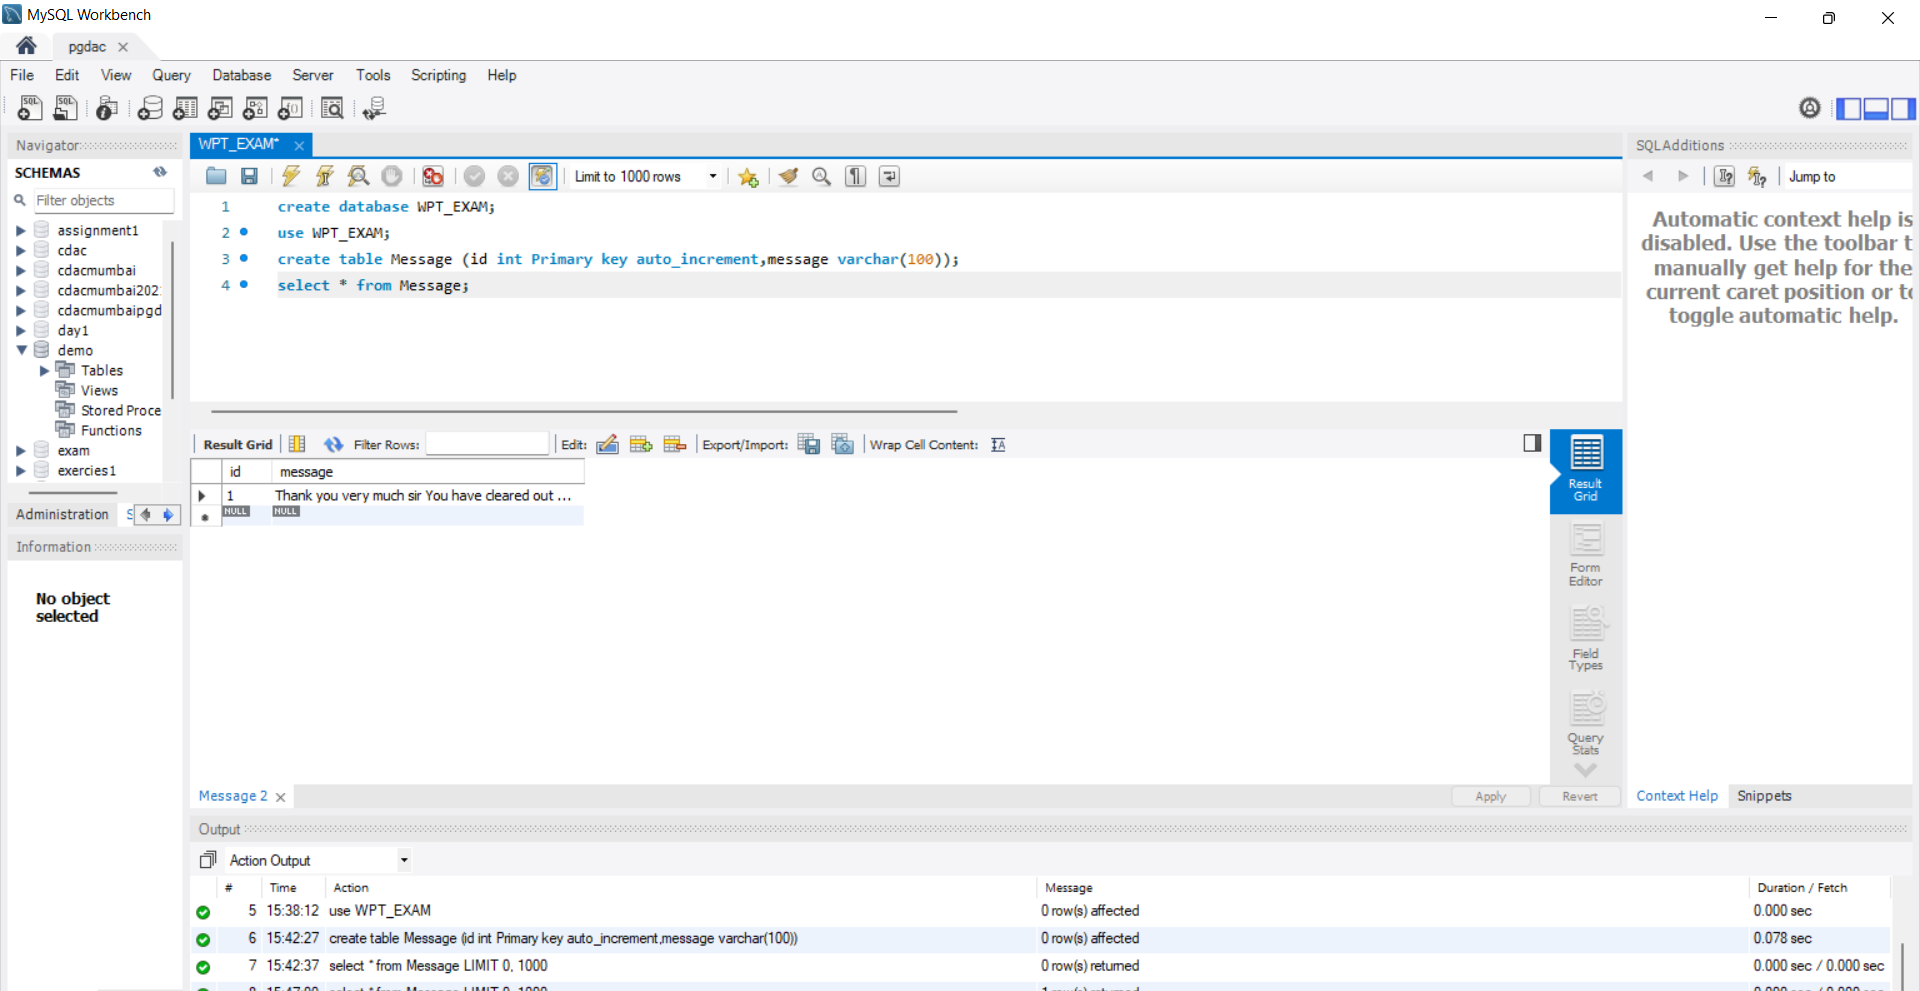 MySQL Workbench
pgdac
File Edit View Query Database Server Tools Scripting Help
Navigator
SCHEMAS
Filter objects
assignment1
cdac
cdacmumbai
cdacmumbai202
cdacmumbaipgd
day1
demo
Tables
Views
Stored Proce
Functions
exam
exercies1
Administration S
Information
No object
selected
WPT_EXAM*
Limit to 1000 rows
1 create database WPT_EXAM;
2 use WPT_EXAM;
3 create table Message (id int Primary key auto_increment,message varchar(100));
4 select * from Message;
Result Grid Filter Rows: Edit: Export/Import: Wrap Cell Content:
id message
1 Thank you very much sir You have cleared out ...
NULL NULL
Result
Grid
Form
Editor
Field
Types
Query
Stats
Message 2
Apply Revert
SQLAdditions
Jump to
Automatic context help is
disabled. Use the toolbar t
manually get help for the
current caret position or to
toggle automatic help.
Context Help Snippets
Output
Action Output
# Time Action Message Duration / Fetch
5 15:38:12 use WPT_EXAM 0 row(s) affected 0.000 sec
6 15:42:27 create table Message (id int Primary key auto_increment,message varchar(100)) 0 row(s) affected 0.078 sec
7 15:42:37 select * from Message LIMIT 0, 1000 0 row(s) returned 0.000 sec / 0.000 sec